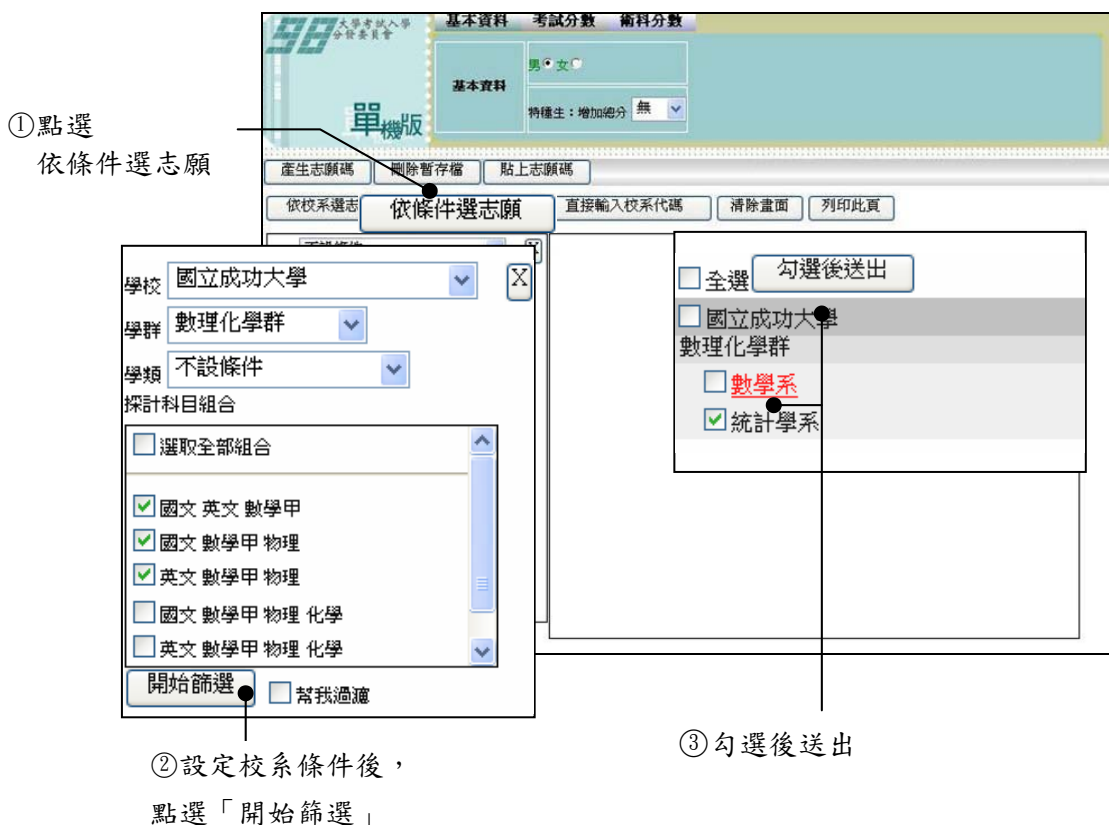 98 大學考試入學
分發委員會
單機版
基本資料 考試分數 術科分數
基本資料
男 女
特種生：增加總分 無
①點選
依條件選志願
產生志願碼 刪除暫存檔 貼上志願碼
依校系選志 依條件選志願 直接輸入校系代碼 清除畫面 列印此頁
學校 國立成功大學 X
學群 數理化學群
學類 不設條件
採計科目組合
選取全部組合
國文 英文 數學甲
國文 數學甲 物理
英文 數學甲 物理
國文 數學甲 物理 化學
英文 數學甲 物理 化學
開始篩選 幫我過濾
全選 勾選後送出
國立成功大學
數理化學群
數學系
統計學系
②設定校系條件後，
點選「開始篩選」
③勾選後送出